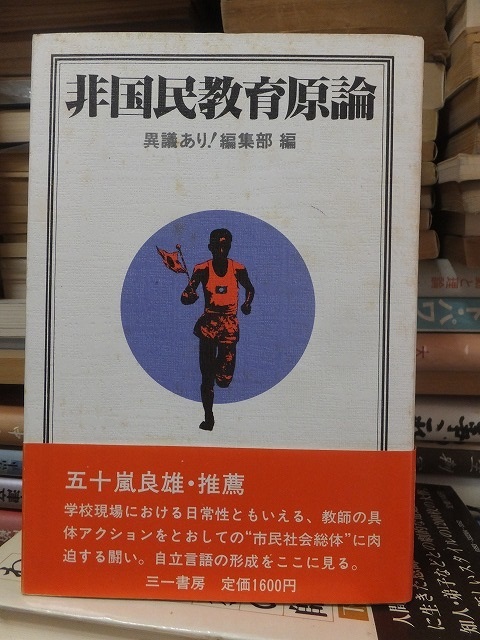 非国民教育原論
異議あり！編集部 編
五十嵐良雄・推薦
学校現場における日常性ともいえる、教師の具
体アクションをとおしての“市民社会総体”に肉
迫する闘い。自立言語の形成をここに見る。
三一書房 定価1600円